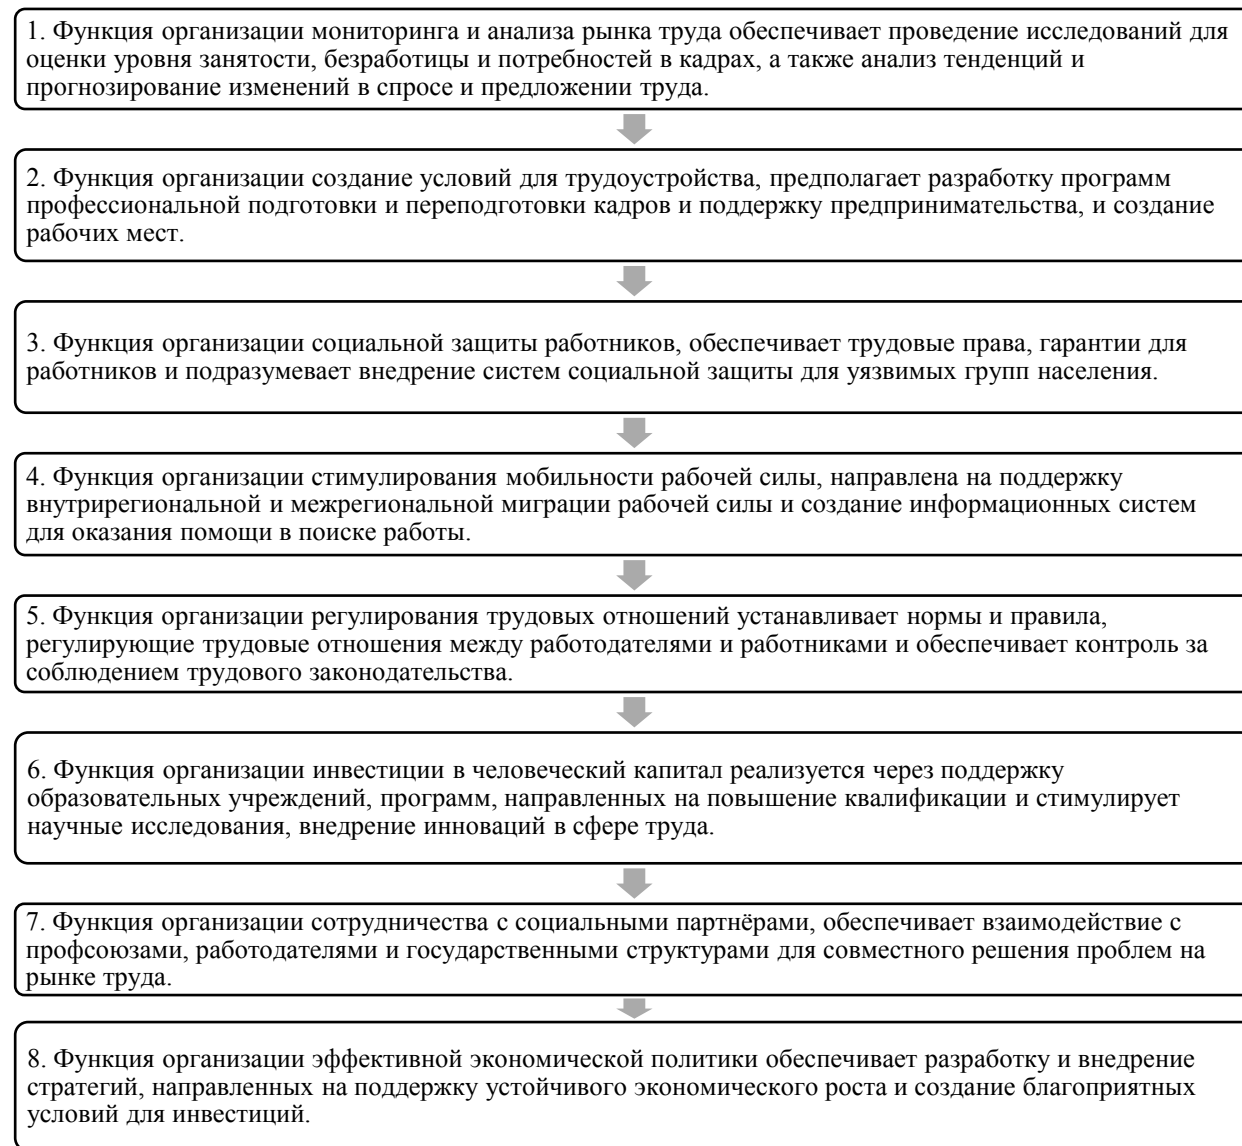 1. Функция организации мониторинга и анализа рынка труда обеспечивает проведение исследований для
оценки уровня занятости, безработицы и потребностей в кадрах, а также анализ тенденций и
прогнозирование изменений в спросе и предложении труда.
2. Функция организации создание условий для трудоустройства, предполагает разработку программ
профессиональной подготовки и переподготовки кадров и поддержку предпринимательства, и создание
рабочих мест.
3. Функция организации социальной защиты работников, обеспечивает трудовые права, гарантии для
работников и подразумевает внедрение систем социальной защиты для уязвимых групп населения.
4. Функция организации стимулирования мобильности рабочей силы, направлена на поддержку
внутрирегиональной и межрегиональной миграции рабочей силы и создание информационных систем
для оказания помощи в поиске работы.
5. Функция организации регулирования трудовых отношений устанавливает нормы и правила,
регулирующие трудовые отношения между работодателями и работниками и обеспечивает контроль за
соблюдением трудового законодательства.
6. Функция организации инвестиции в человеческий капитал реализуется через поддержку
образовательных учреждений, программ, направленных на повышение квалификации и стимулирует
научные исследования, внедрение инноваций в сфере труда.
7. Функция организации сотрудничества с социальными партнёрами, обеспечивает взаимодействие с
профсоюзами, работодателями и государственными структурами для совместного решения проблем на
рынке труда.
8. Функция организации эффективной экономической политики обеспечивает разработку и внедрение
стратегий, направленных на поддержку устойчивого экономического роста и создание благоприятных
условий для инвестиций.